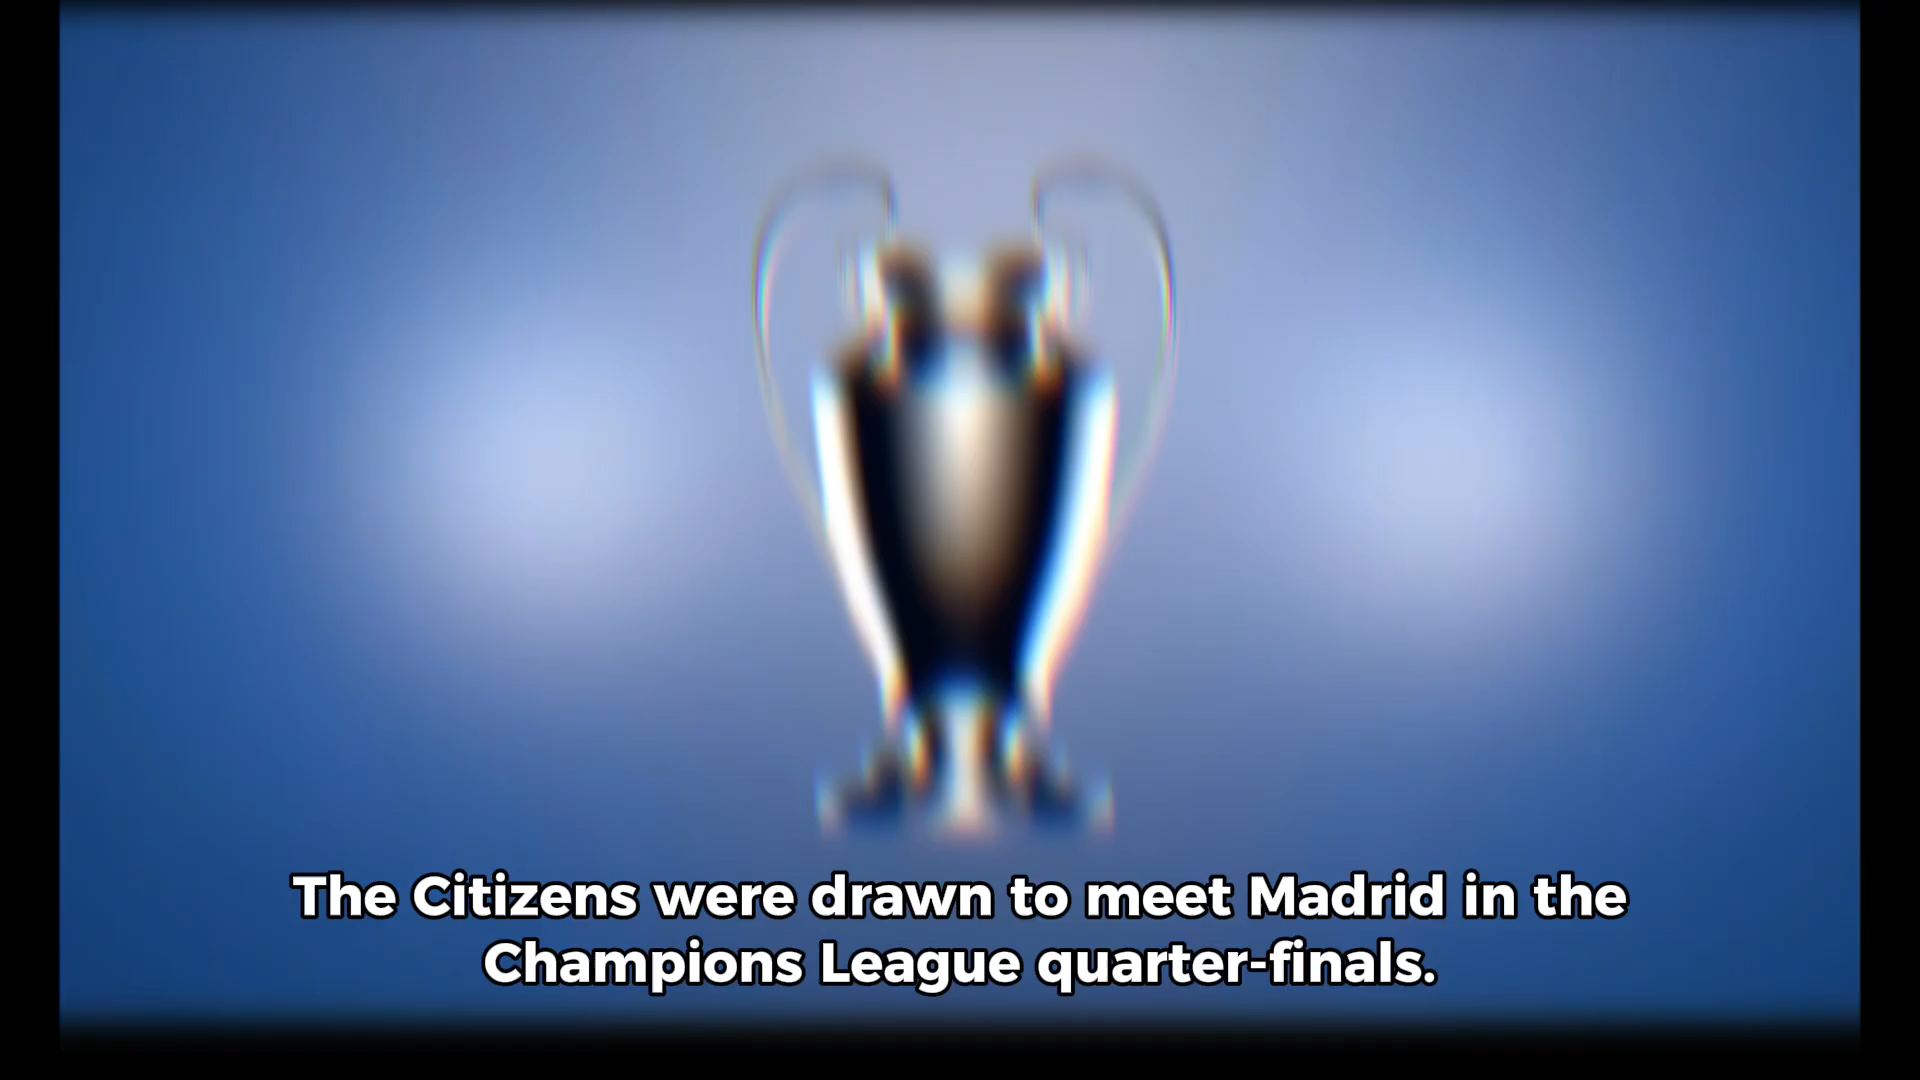 The Citizens were drawn to meet Madrid in the
Champions League quarter-finals.